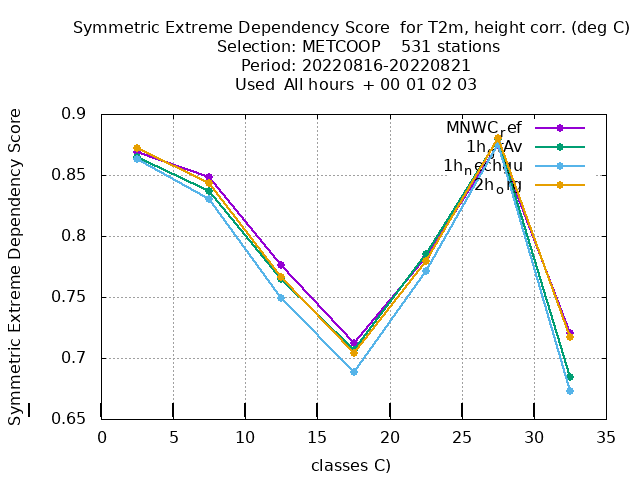 Symmetric Extreme Dependency Score for T2m, height corr. (deg C)
Selection: METCOOP 531 stations
Period: 20220816-20220821
Used All hours + 00 01 02 03
Symmetric Extreme Dependency Score
0.9
0.85
0.8
0.75
0.7
0.65
MNWCref
2horg
0 5 10 15 20 25 30 35
classes C)